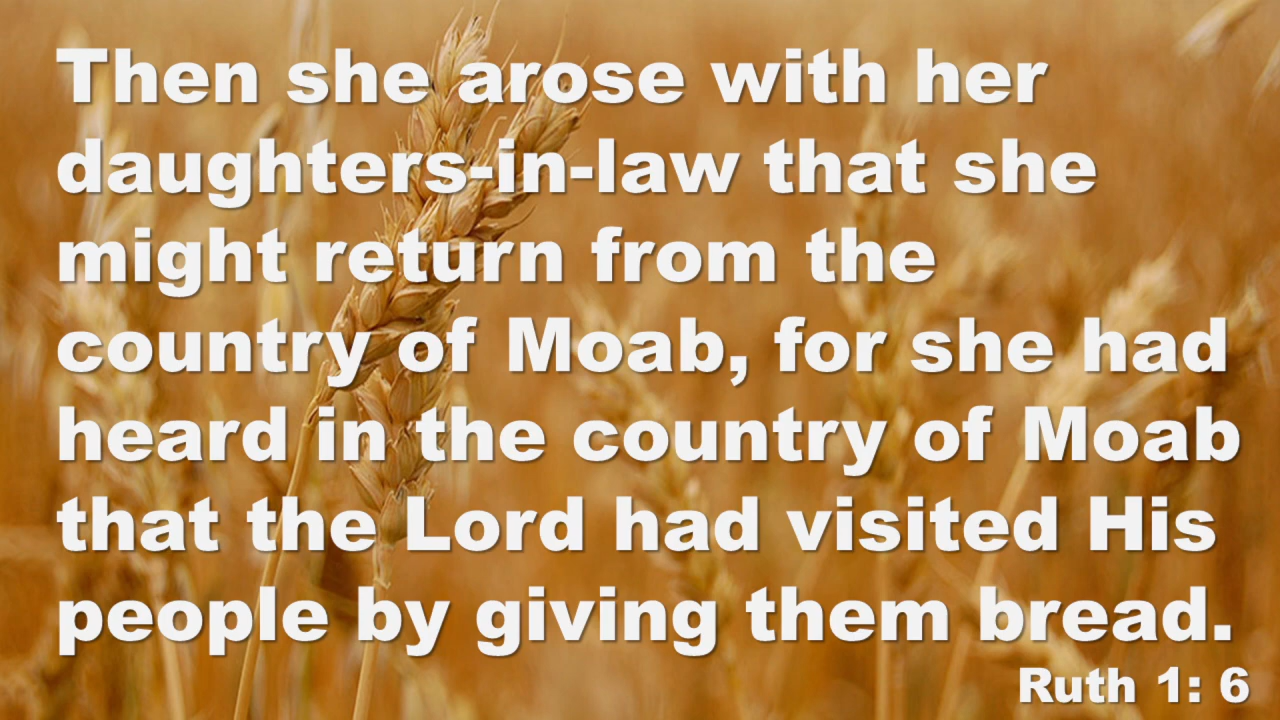 Then she arose with her
daughters-in-law that she
might return from the
country of Moab, for she had
heard in the country of Moab
that the Lord had visited His
people by giving them bread.
Ruth 1: 6